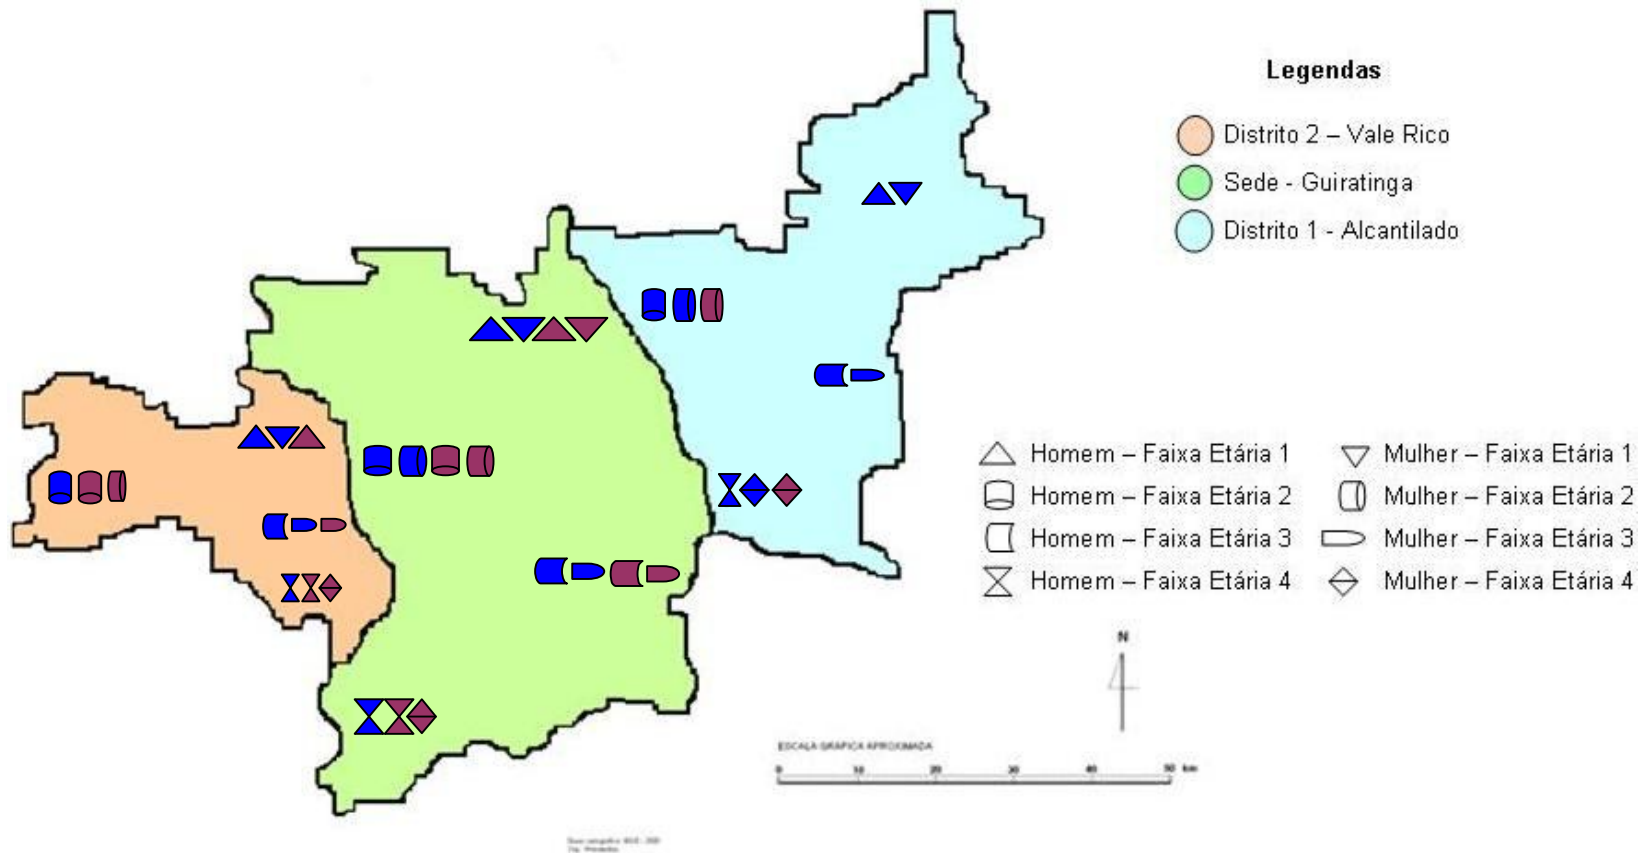 Legendas
Distrito 2 – Vale Rico
Sede - Guiratinga
Distrito 1 - Alcantilado
Homem – Faixa Etária 1
Mulher – Faixa Etária 1
Homem – Faixa Etária 2
Mulher – Faixa Etária 2
Homem – Faixa Etária 3
Mulher – Faixa Etária 3
Homem – Faixa Etária 4
Mulher – Faixa Etária 4
N
ESCALA GRÁFICA APROXIMADA
0 10 20 30 40 50 km